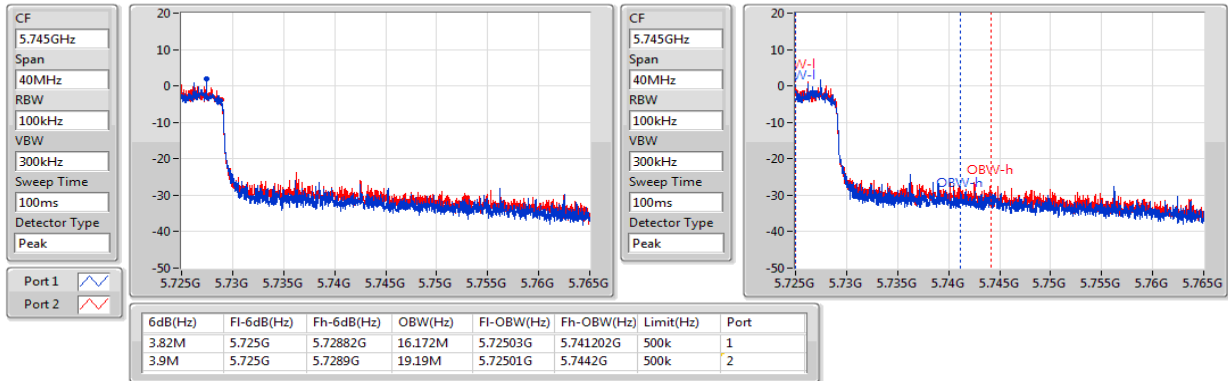 CF
5.745GHz
Span
40MHz
RBW
100kHz
VBW
300kHz
Sweep Time
100ms
Detector Type
Peak
20
10
0
-10
-20
-30
-40
-50
5.725G 5.73G 5.735G 5.74G 5.745G 5.75G 5.755G 5.76G 5.765G
CF
5.745GHz
Span
40MHz
RBW
100kHz
VBW
300kHz
Sweep Time
100ms
Detector Type
Peak
20
10
0
-10
-20
-30
-40
-50
W-l
W-l
OBW-h
OBW-h
5.725G 5.73G 5.735G 5.74G 5.745G 5.75G 5.755G 5.76G 5.765G
Port 1
Port 2
6dB(Hz) Fl-6dB(Hz) Fh-6dB(Hz) OBW(Hz) Fl-OBW(Hz) Fh-OBW(Hz) Limit(Hz) Port
3.82M 5.725G 5.72882G 16.172M 5.72503G 5.741202G 500k 1
3.9M 5.725G 5.7289G 19.19M 5.72501G 5.7442G 500k 2